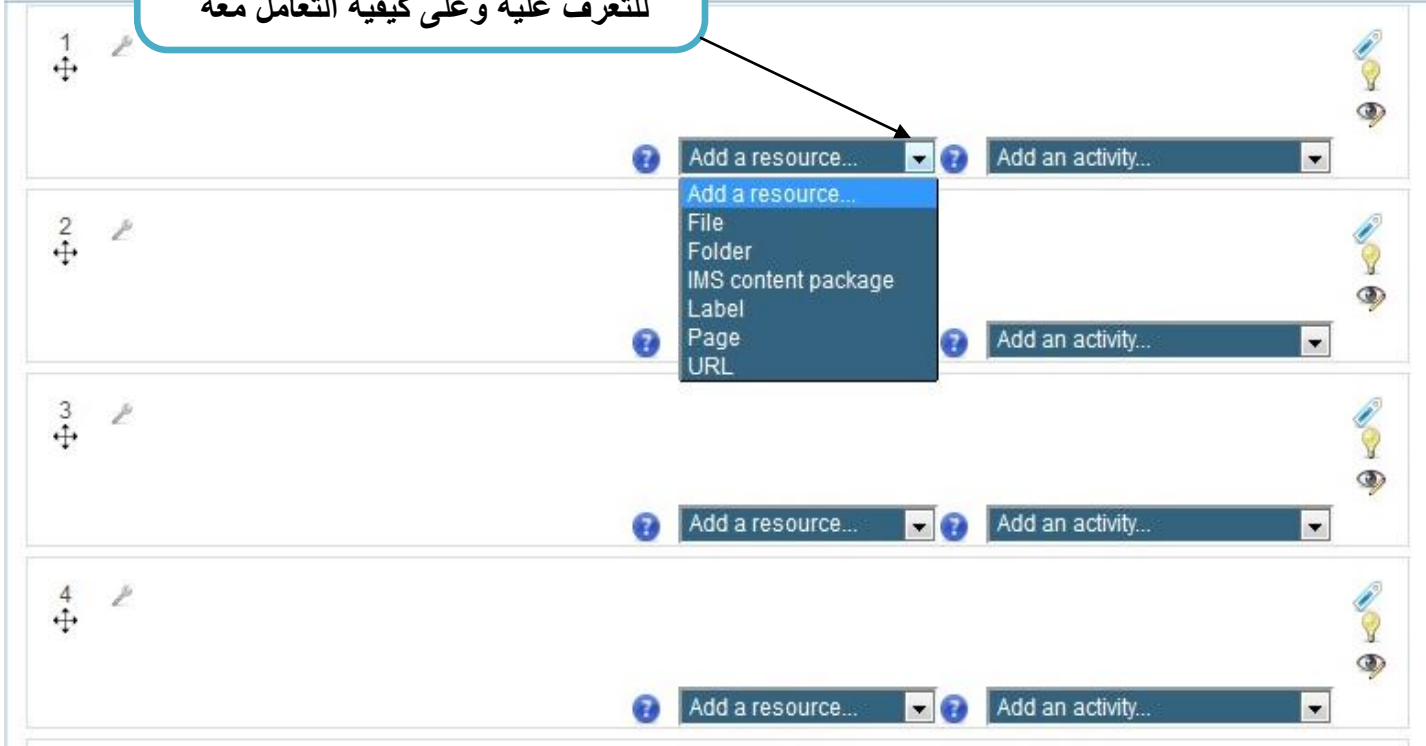 للتعرف عليه وعلى كيفية التعامل معه
1
Add a resource... Add an activity...
Add a resource...
File
Folder
IMS content package
Label
Page
URL
2
Add an activity...
3
Add a resource... Add an activity...
4
Add a resource... Add an activity...